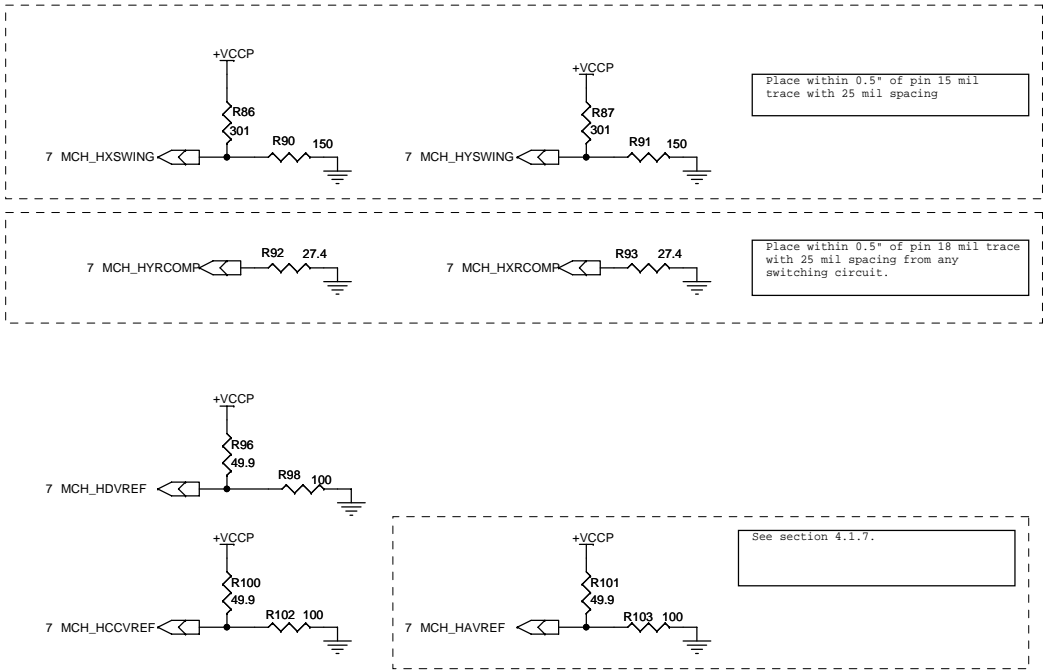 +VCCP
R86
301
R90 150
7 MCH_HXSWING
+VCCP
R87
301
R91 150
7 MCH_HYSWING
Place within 0.5" of pin 15 mil
trace with 25 mil spacing
R92 27.4
7 MCH_HYRCOMP
R93 27.4
7 MCH_HXRCOMP
Place within 0.5" of pin 18 mil trace
with 25 mil spacing from any
switching circuit.
+VCCP
R96
49.9
R98 100
7 MCH_HDVREF
+VCCP
R100
49.9
R102 100
7 MCH_HCCVREF
+VCCP
R101
49.9
R103 100
7 MCH_HAVREF
See section 4.1.7.